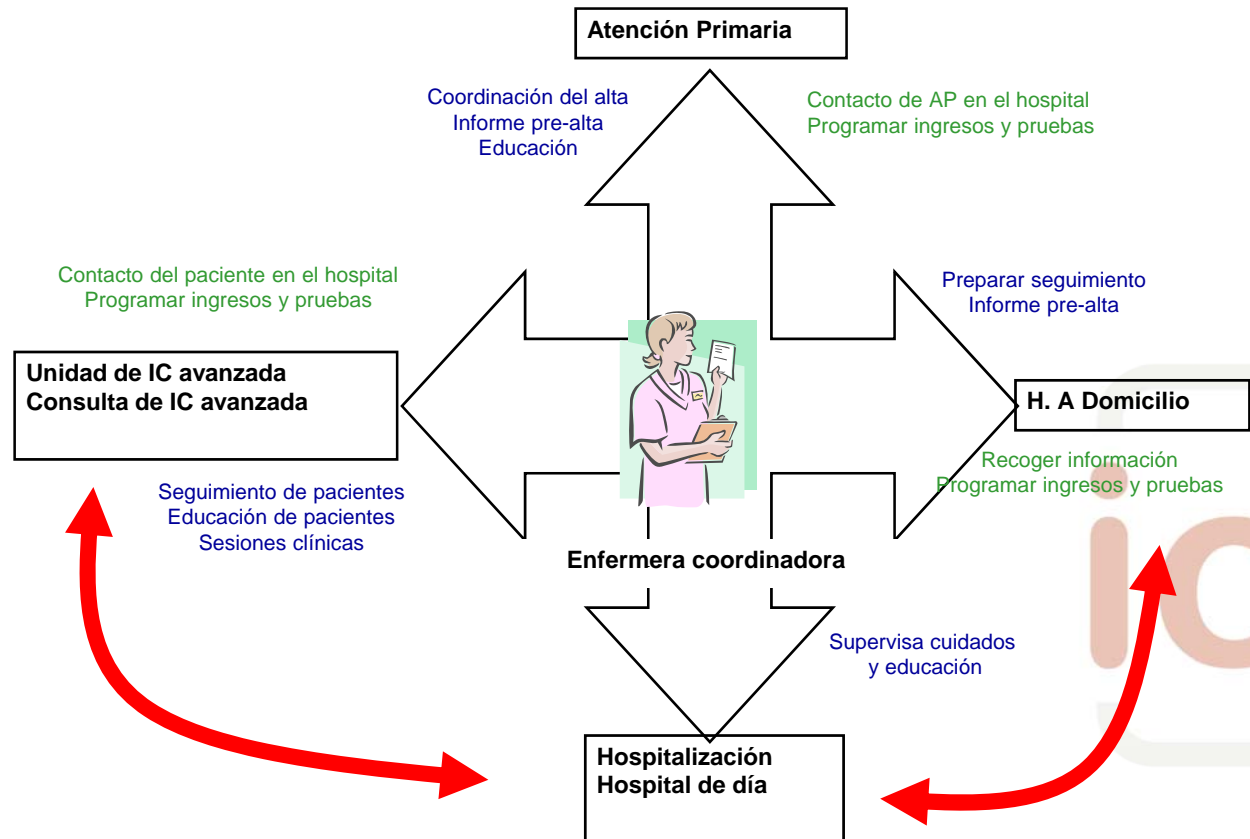 Atención Primaria
Coordinación del alta
Informe pre-alta
Educación
Contacto de AP en el hospital
Programar ingresos y pruebas
Contacto del paciente en el hospital
Programar ingresos y pruebas
Preparar seguimiento
Informe pre-alta
Unidad de IC avanzada
Consulta de IC avanzada
H. A Domicilio
Seguimiento de pacientes
Educación de pacientes
Sesiones clínicas
Recoger información
Programar ingresos y pruebas
Enfermera coordinadora
Supervisa cuidados
y educación
Hospitalización
Hospital de día